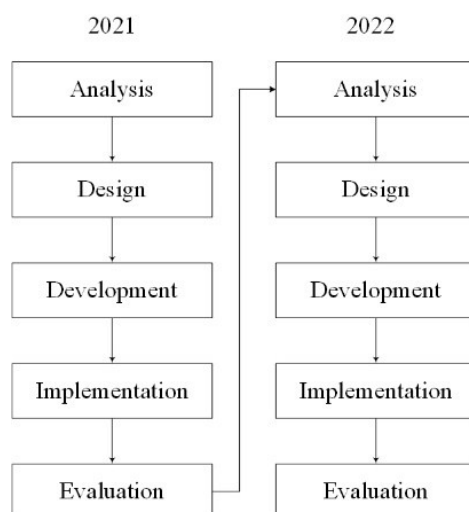 2021
Analysis
Design
Development
Implementation
Evaluation
2022
Analysis
Design
Development
Implementation
Evaluation